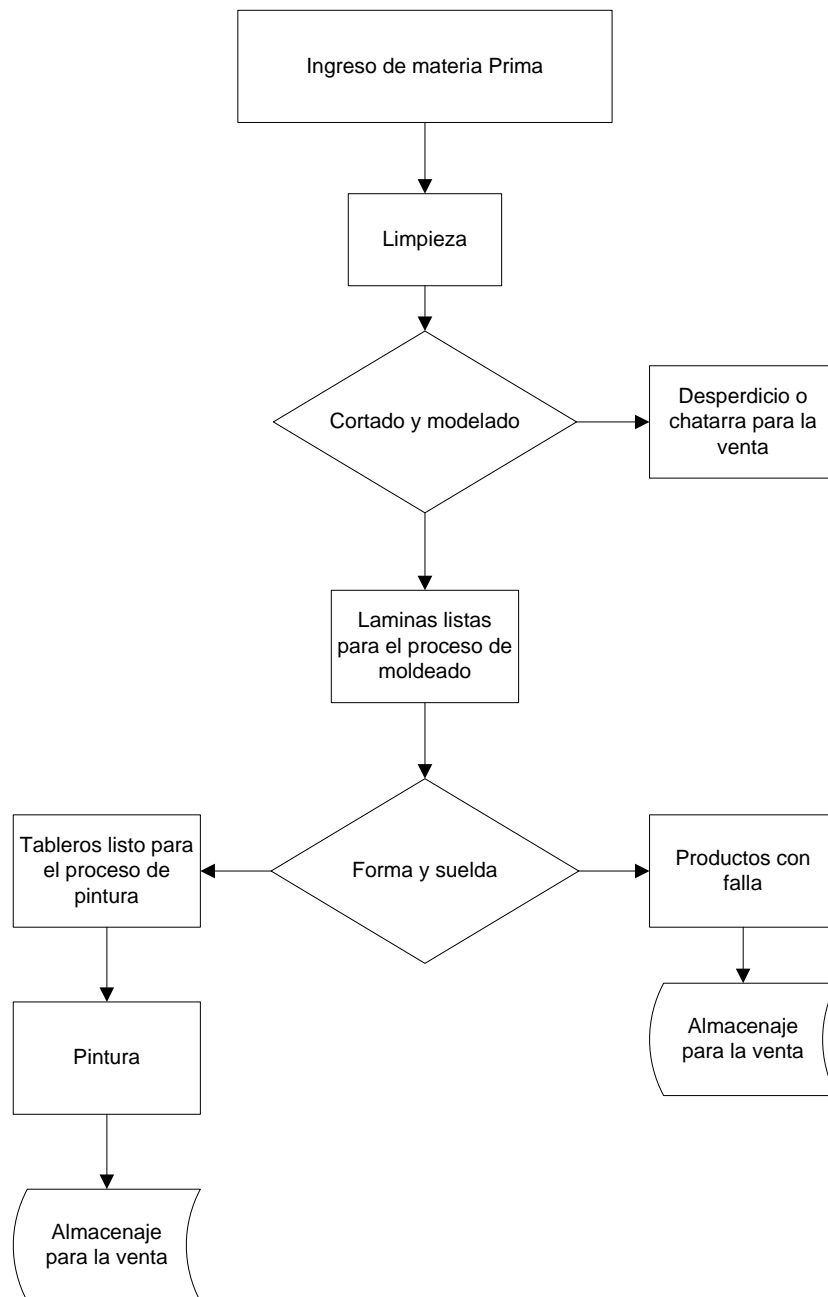 Ingreso de materia Prima
Limpieza
Cortado y modelado
Desperdicio o
chatarra para la
venta
Laminas listas
para el proceso de
moldeado
Tableros listo para
el proceso de
pintura
Forma y suelda
Productos con
falla
Pintura
Almacenaje
para la venta
Almacenaje
para la venta